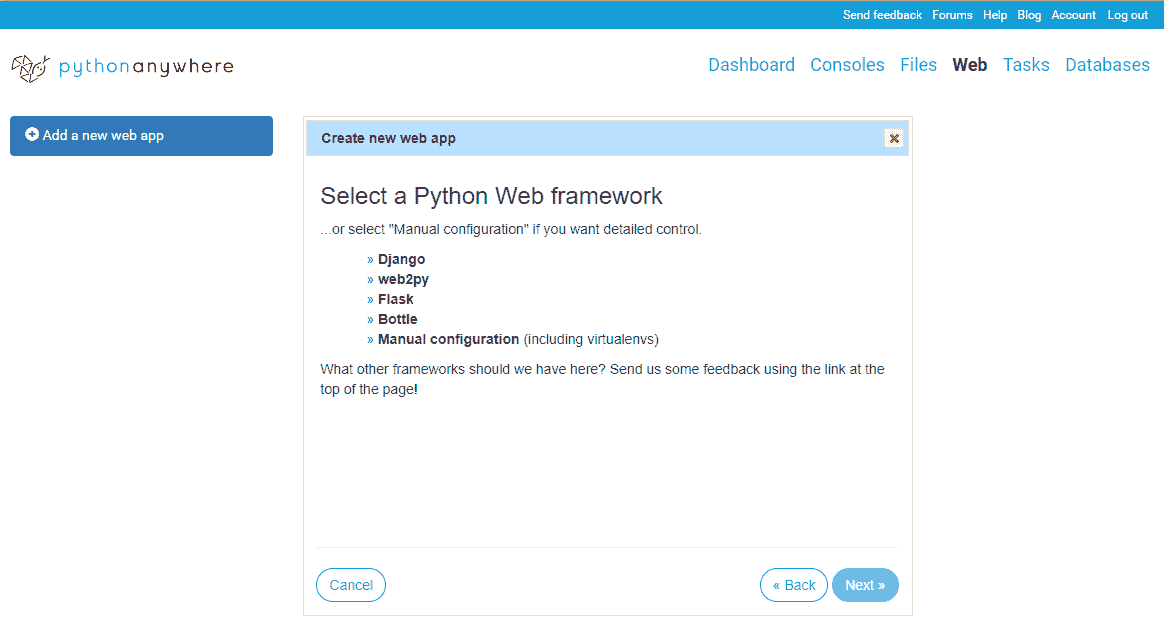 Send feedback Forums Help Blog Account Log out
pythonanywhere
Dashboard Consoles Files Web Tasks Databases
Add a new web app
Create new web app
Select a Python Web framework
...or select "Manual configuration" if you want detailed control.
» Django
» web2py
» Flask
» Bottle
» Manual configuration (including virtualenvs)
What other frameworks should we have here? Send us some feedback using the link at the
top of the page!
Cancel « Back Next »